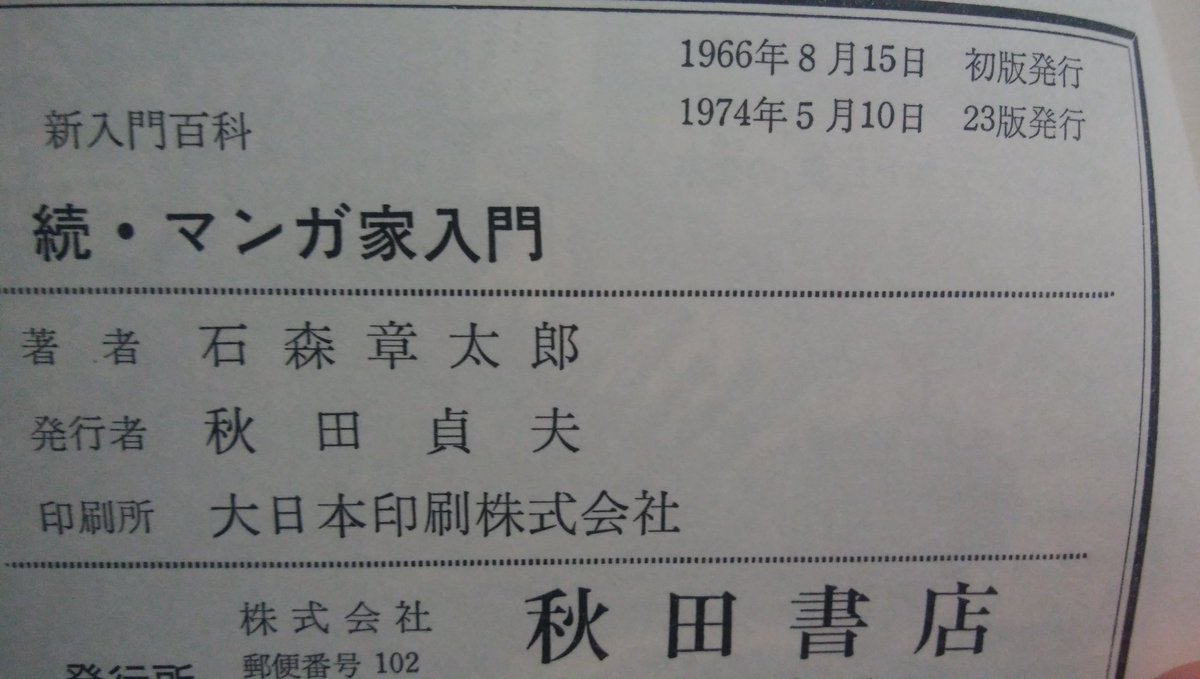 1966年8月15日 初版発行
1974年5月10日 23版発行
新入門百科
続・マンガ家入門
著者 石森章太郎
発行者 秋田貞夫
印刷所 大日本印刷株式会社
発行所 株式会社 秋田書店
郵便番号 102